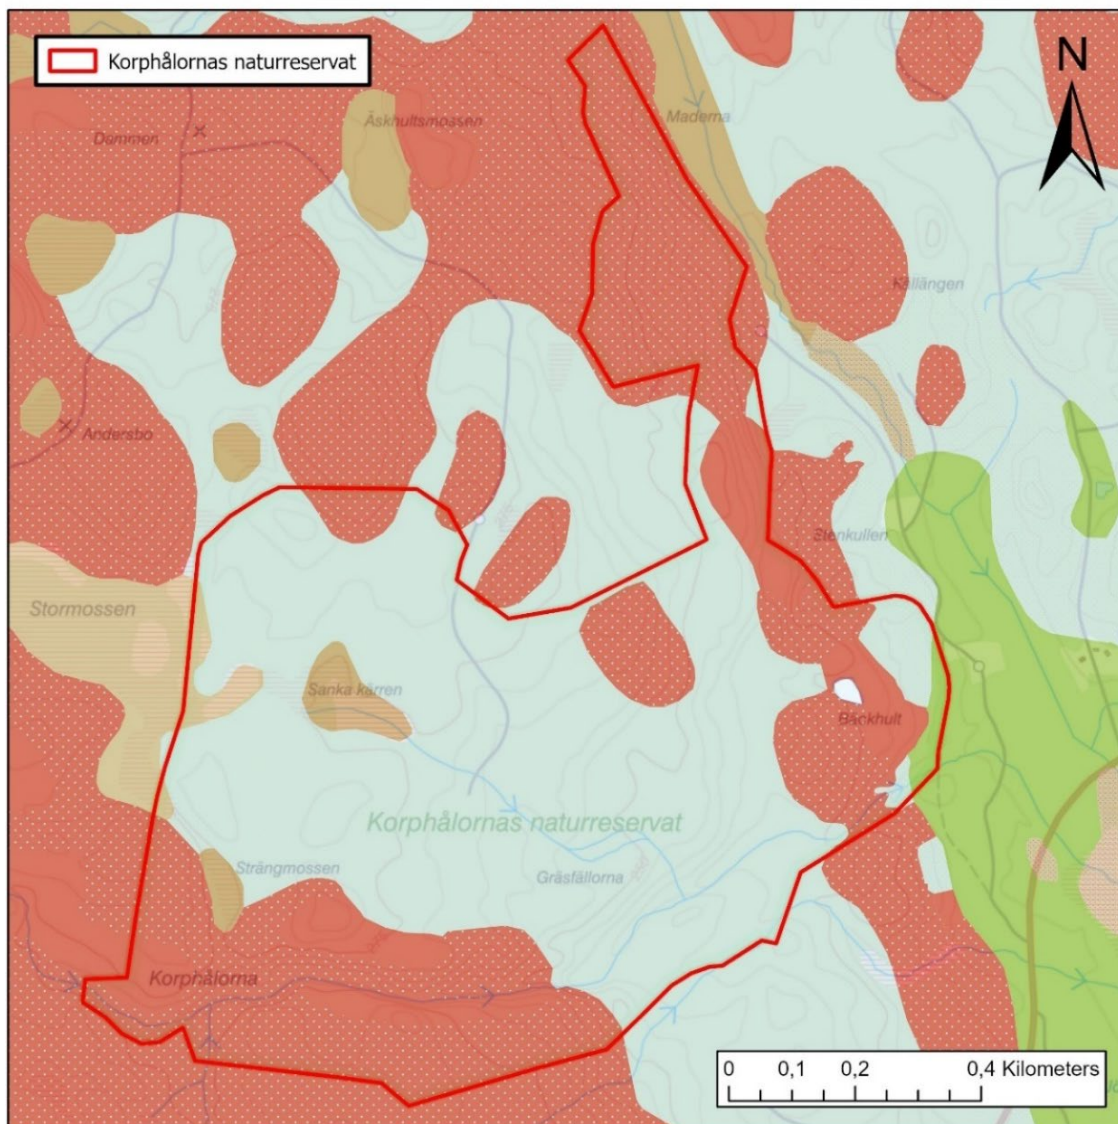 Korphålornas naturreservat
N
Äskhultsmossen
Maderna
Dammen
Källängen
Andersbo
Stenkullen
Stormossen
Sanka kärren
Bäckhult
Korphålornas naturreservat
Strängmossen
Gräsfällorna
Korphålorna
0 0,1 0,2 0,4 Kilometers